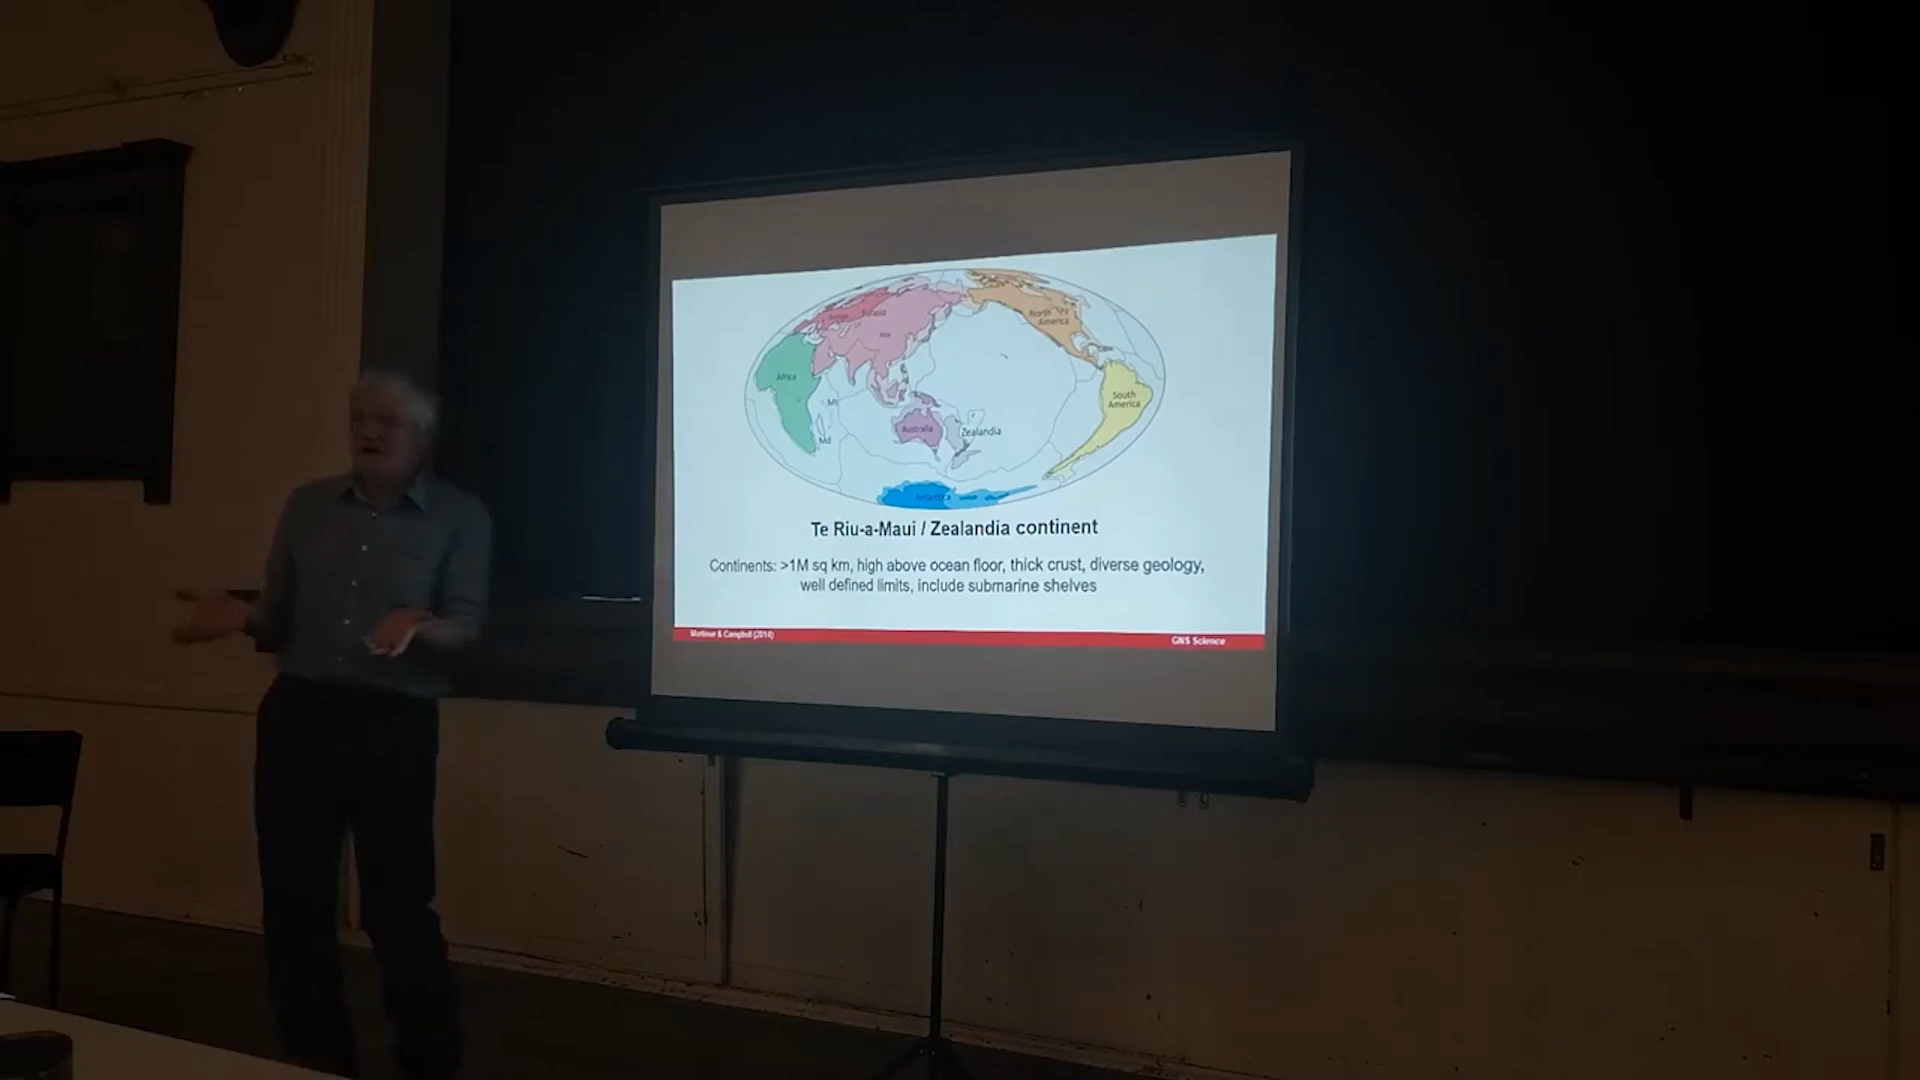 Europe
Eurasia
Asia
North
America
Africa
South
America
Australia
Zealandia
Md
Antarctica
Te Riu-a-Maui / Zealandia continent
Continents: >1M sq km, high above ocean floor, thick crust, diverse geology,
well defined limits, include submarine shelves
Mortimer & Campbell (2014)
GNS Science